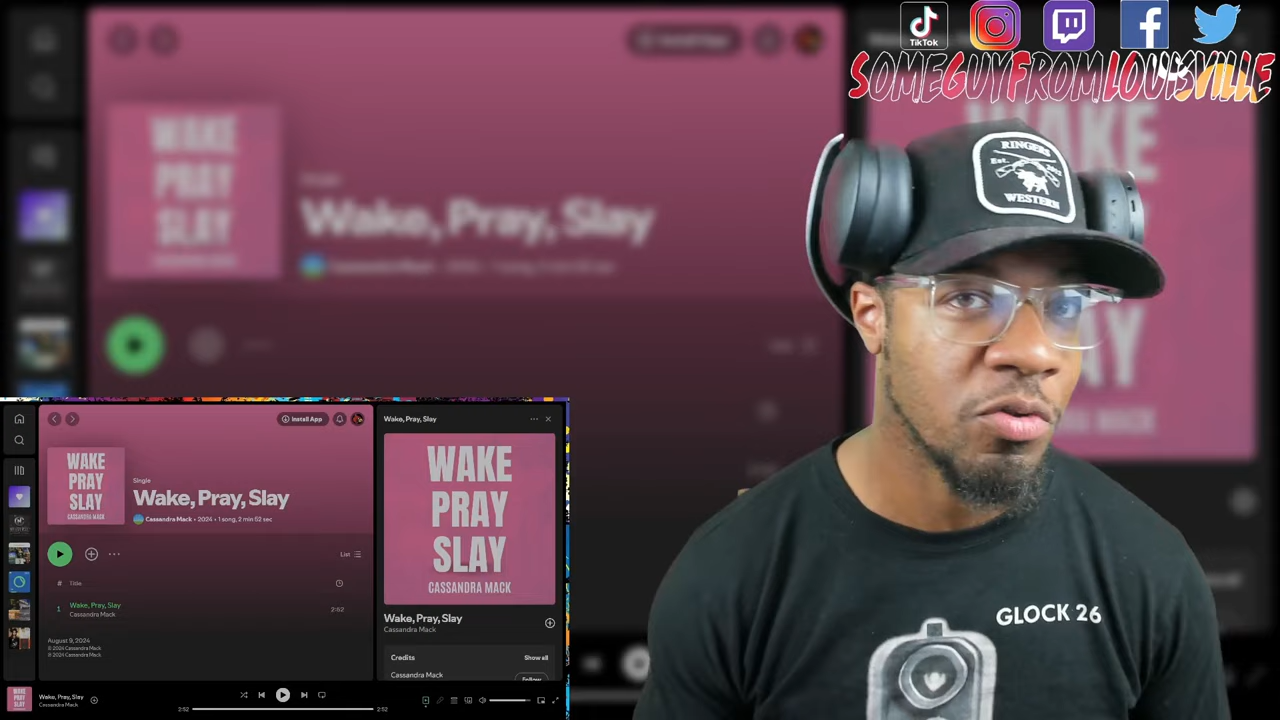 TikTok
SOMEGUYFROMLOUISVILLE
RINGERS
Est. 2012
WESTERN
GLOCK 26
WAKE
PRAY
SLAY
Wake, Pray, Slay
Install App
Single
Wake, Pray, Slay
Cassandra Mack • 2024 • 1 song, 2 min 52 sec
WAKE
PRAY
SLAY
CASSANDRA MACK
List
# Title
1 Wake, Pray, Slay 2:52
Cassandra Mack
August 9, 2024
© 2024 Cassandra Mack
℗ 2024 Cassandra Mack
Wake, Pray, Slay
WAKE
PRAY
SLAY
CASSANDRA MACK
Wake, Pray, Slay
Cassandra Mack
Credits Show all
Cassandra Mack Follow
Wake, Pray, Slay
Cassandra Mack
2:52 2:52